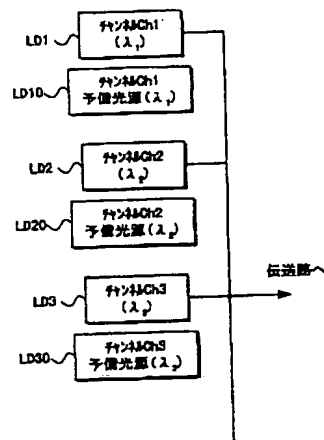 LD1
チャンネルCh1
(λ₁)
LD10
チャンネルCh1
予備光源(λ₁)
LD2
チャンネルCh2
(λ₂)
LD20
チャンネルCh2
予備光源(λ₂)
LD3
チャンネルCh3
(λ₃)
伝送路
LD30
チャンネルCh3
予備光源(λ₃)